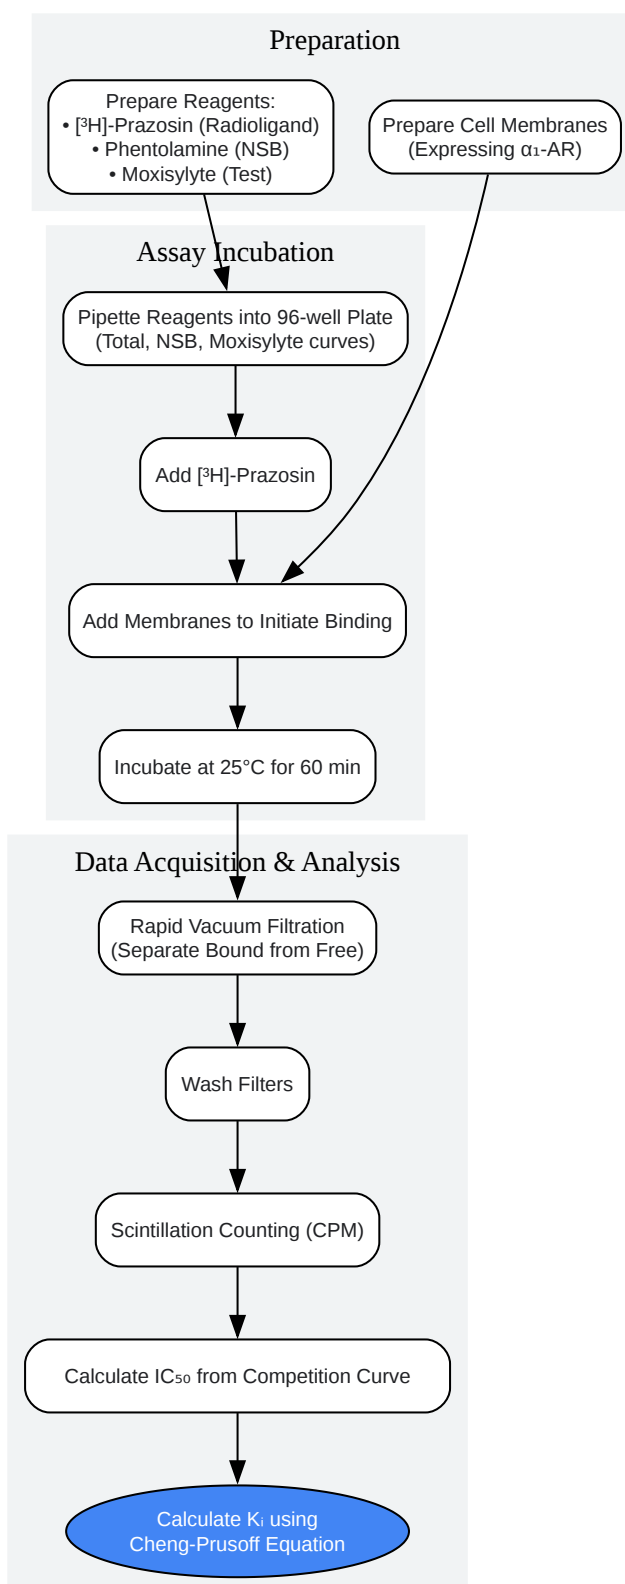 Preparation
Prepare Reagents:
• [³H]-Prazosin (Radioligand)
• Phentolamine (NSB)
• Moxisylyte (Test)
Prepare Cell Membranes
(Expressing α₁-AR)
Assay Incubation
Pipette Reagents into 96-well Plate
(Total, NSB, Moxisylyte curves)
Add [³H]-Prazosin
Add Membranes to Initiate Binding
Incubate at 25°C for 60 min
Data Acquisition & Analysis
Rapid Vacuum Filtration
(Separate Bound from Free)
Wash Filters
Scintillation Counting (CPM)
Calculate IC₅₀ from Competition Curve
Calculate Kᵢ using
Cheng-Prusoff Equation